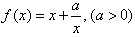 f(x) = x + a/x, (a > 0)